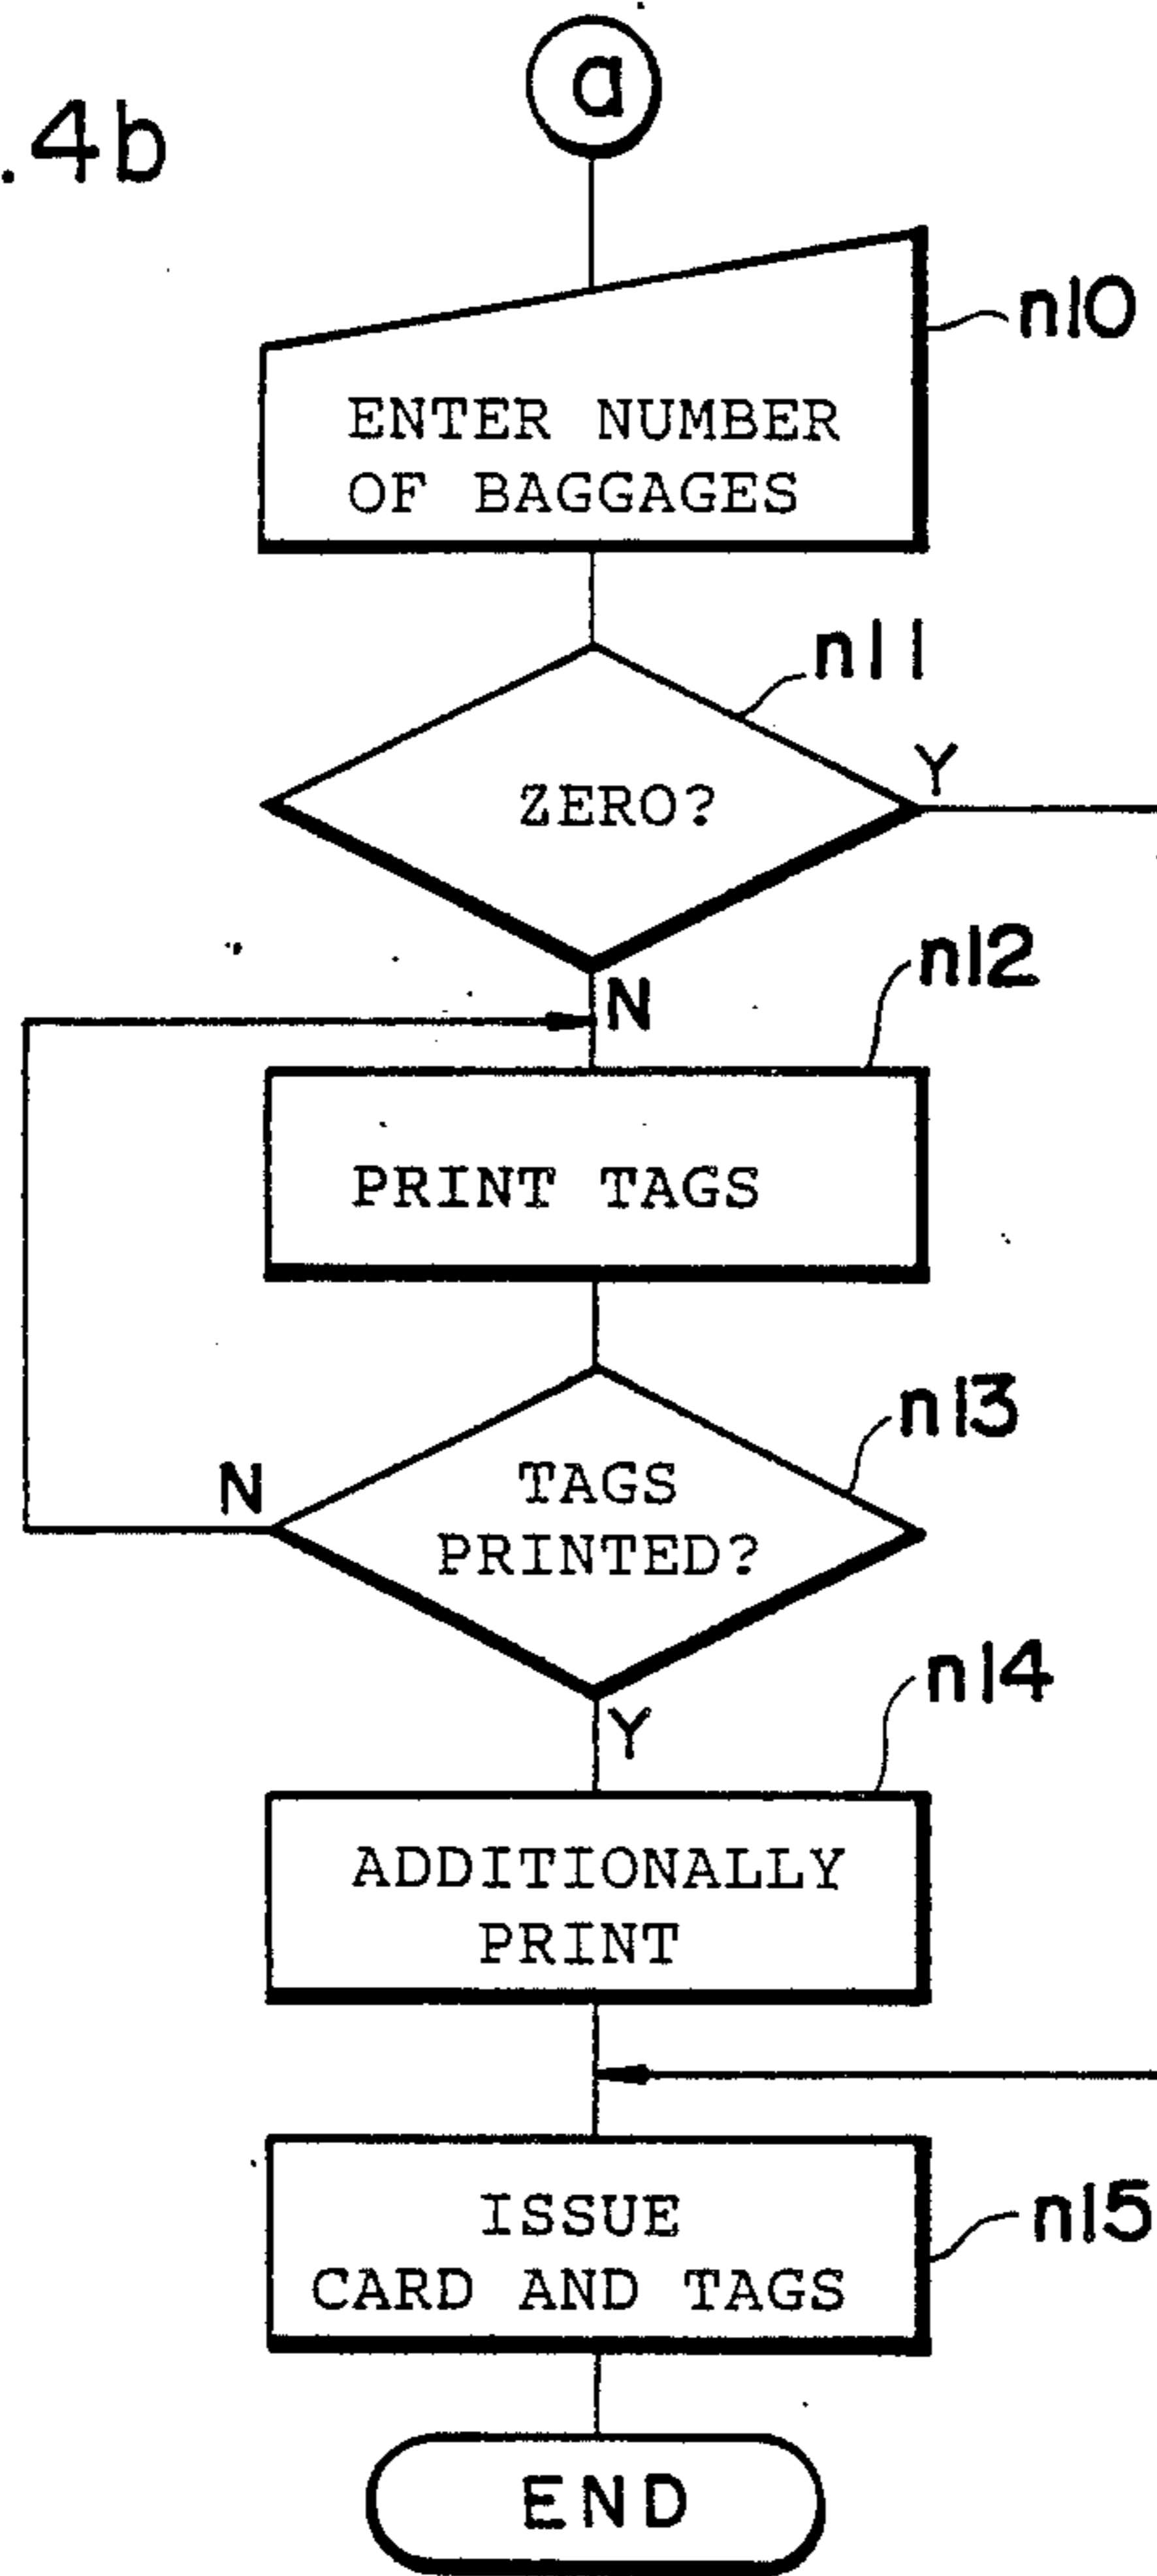 a
.4b
n10
ENTER NUMBER
OF BAGGAGES
n11
ZERO?
Y
N
n12
PRINT TAGS
n13
TAGS
PRINTED?
N
Y
n14
ADDITIONALLY
PRINT
ISSUE
CARD AND TAGS
n15
END